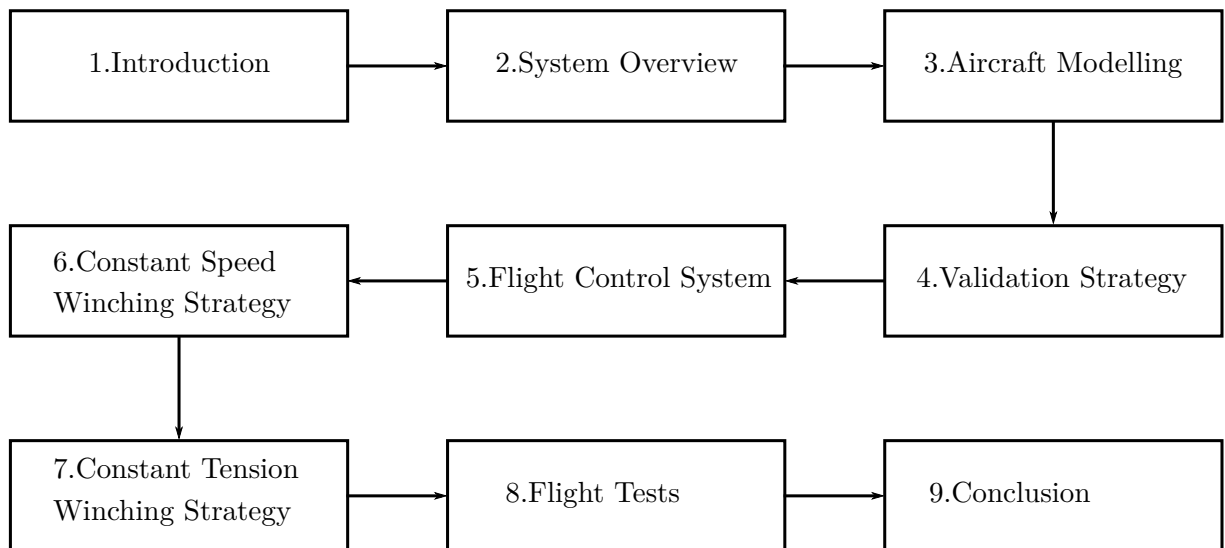 1.Introduction
2.System Overview
3.Aircraft Modelling
4.Validation Strategy
5.Flight Control System
6.Constant Speed
Winching Strategy
7.Constant Tension
Winching Strategy
8.Flight Tests
9.Conclusion